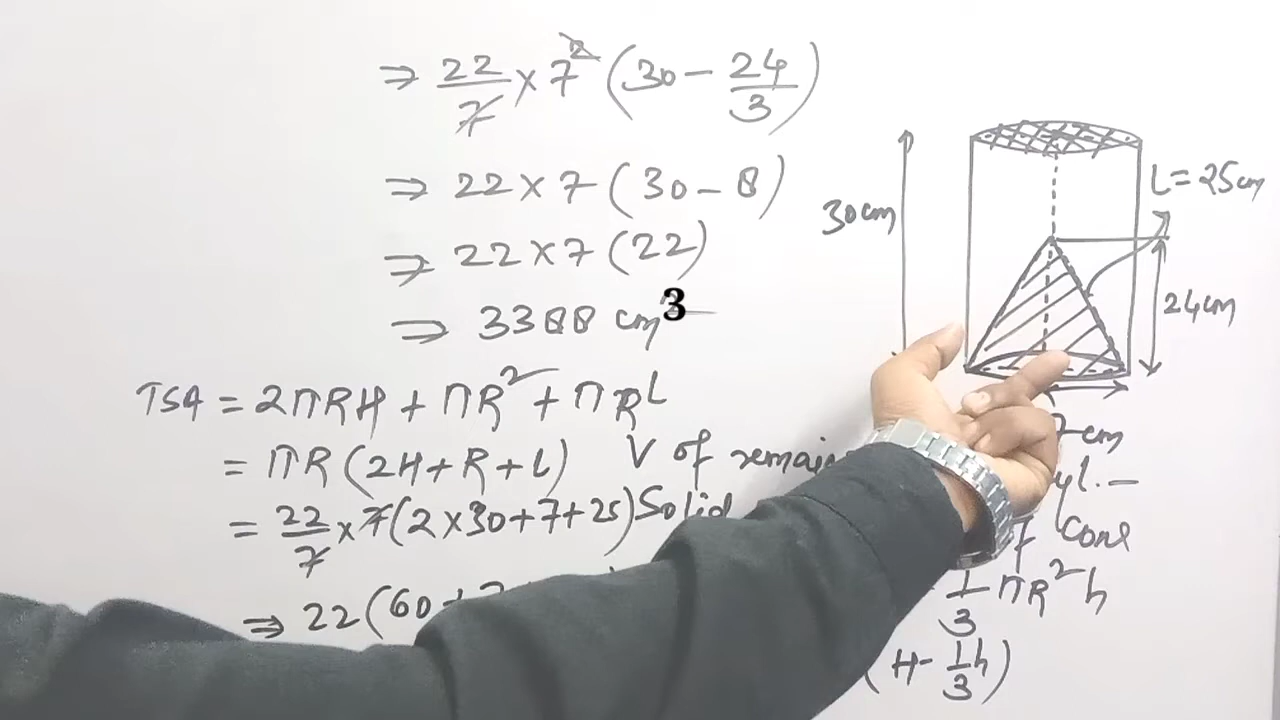 ⇒ 22/7 × 7² (30 - 24/3)
⇒ 22 × 7 (30 - 8)
⇒ 22 × 7 (22)
⇒ 3388 cm³
TSA = 2πRH + πR² + πRL
= πR (2H + R + L)
= 22/7 × 7 (2 × 30 + 7 + 25)
⇒ 22 (60 +
30cm
L = 25cm
24cm
cm
V of
Solid
cone
1/3 πR²h
(H - 1/3 h)